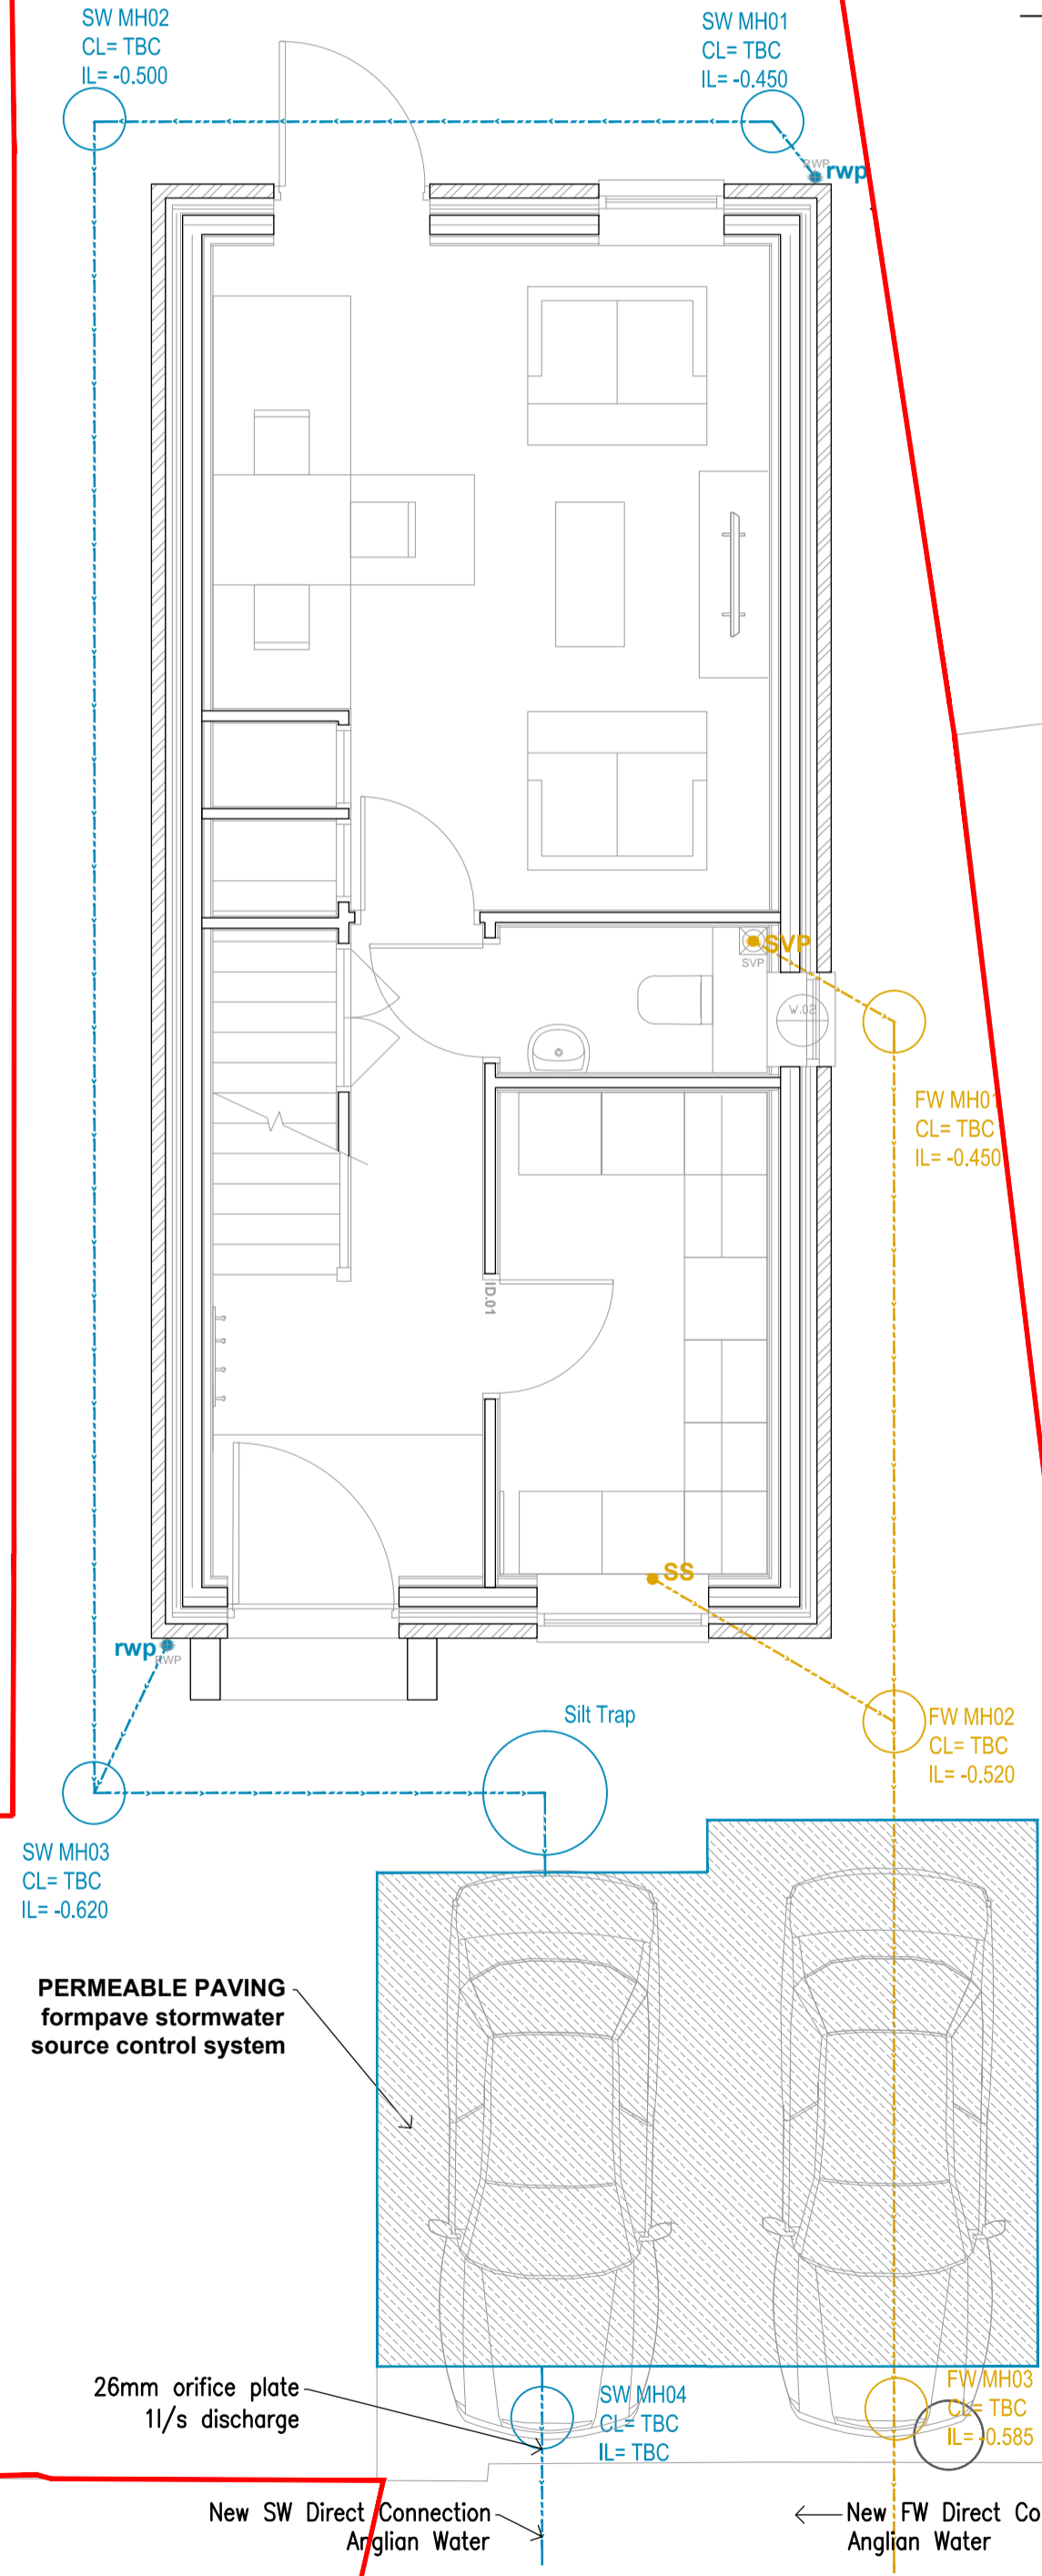 SW MH02
CL= TBC
IL= -0.500
SW MH01
CL= TBC
IL= -0.450
RWP
rwp
SVP
SVP
W.02
FW MH01
CL= TBC
IL= -0.450
ID.01
SS
rwp
RWP
Silt Trap
FW MH02
CL= TBC
IL= -0.520
SW MH03
CL= TBC
IL= -0.620
PERMEABLE PAVING
formpave stormwater
source control system
26mm orifice plate
1l/s discharge
SW MH04
CL= TBC
IL= TBC
FW MH03
CL= TBC
IL= -0.585
New SW Direct Connection
Anglian Water
New FW Direct Co
Anglian Water